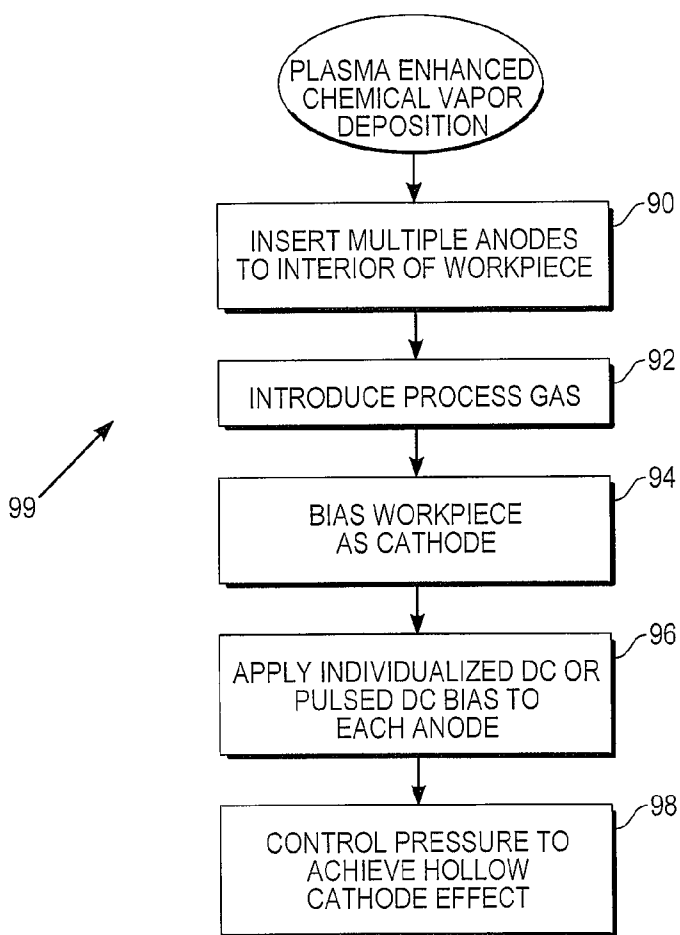 PLASMA ENHANCED
CHEMICAL VAPOR
DEPOSITION
90
INSERT MULTIPLE ANODES
TO INTERIOR OF WORKPIECE
92
INTRODUCE PROCESS GAS
94
BIAS WORKPIECE
AS CATHODE
99
96
APPLY INDIVIDUALIZED DC OR
PULSED DC BIAS TO
EACH ANODE
98
CONTROL PRESSURE TO
ACHIEVE HOLLOW
CATHODE EFFECT